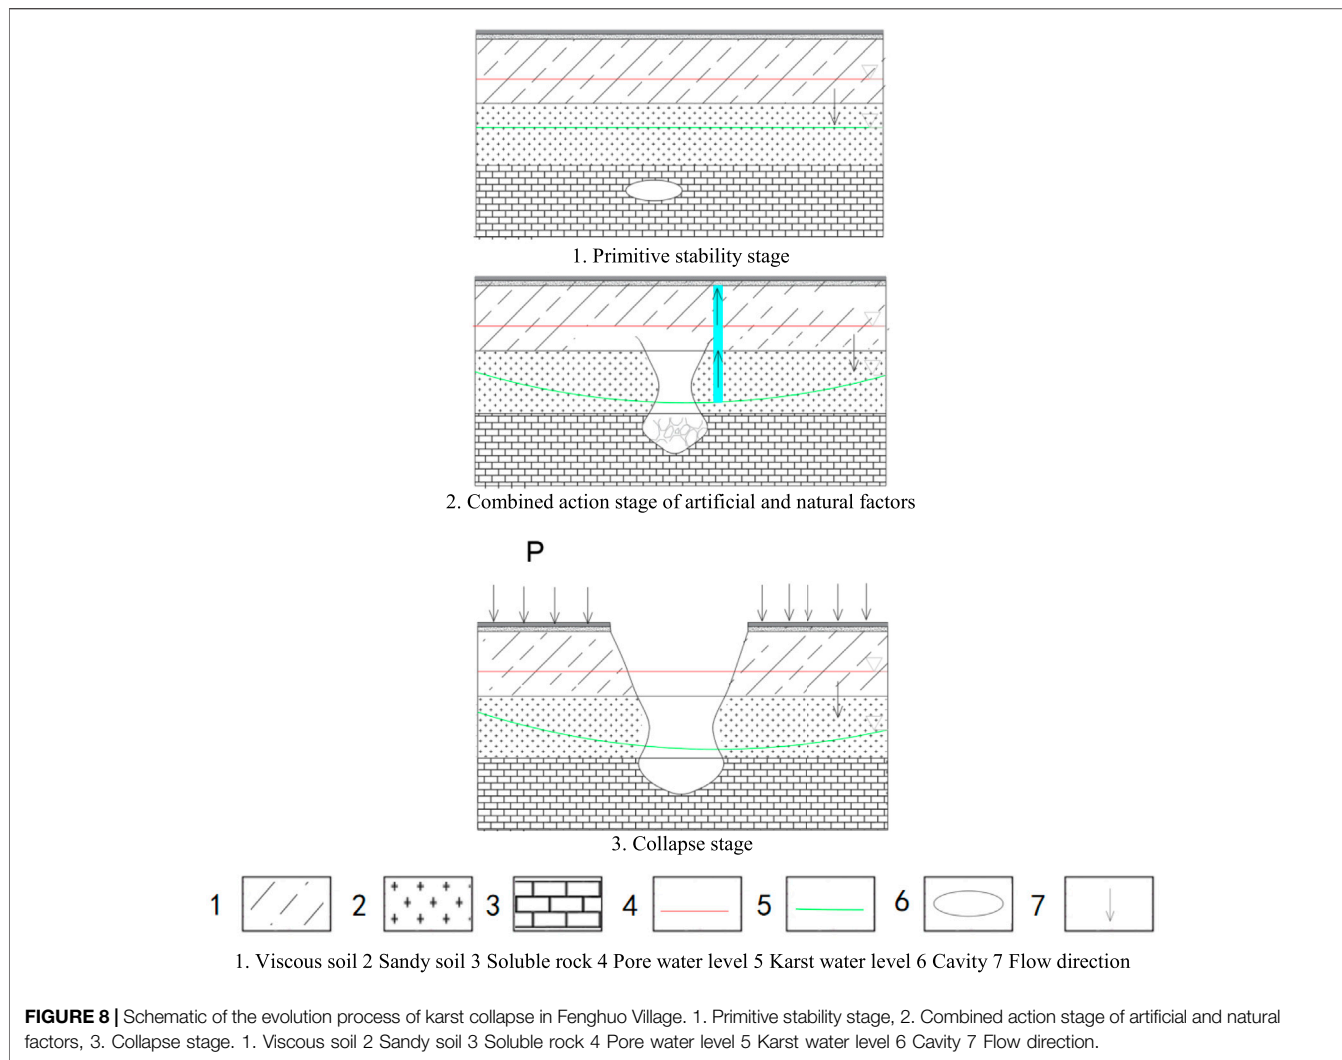 1. Primitive stability stage
2. Combined action stage of artificial and natural factors
P
3. Collapse stage
1 2 3 4 5 6 7
1. Viscous soil 2 Sandy soil 3 Soluble rock 4 Pore water level 5 Karst water level 6 Cavity 7 Flow direction
FIGURE 8 | Schematic of the evolution process of karst collapse in Fenghuo Village. 1. Primitive stability stage, 2. Combined action stage of artificial and natural
factors, 3. Collapse stage. 1. Viscous soil 2 Sandy soil 3 Soluble rock 4 Pore water level 5 Karst water level 6 Cavity 7 Flow direction.